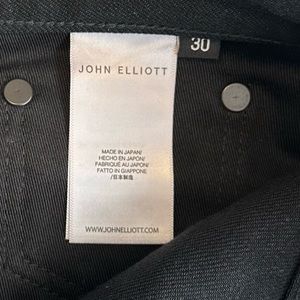 30
JOHN ELLIOTT
MADE IN JAPAN/
HECHO EN JAPON/
FABRIQUÉ AU JAPON/
FATTO IN GIAPPONE
/日本制造
WWW.JOHNELLIOTT.COM